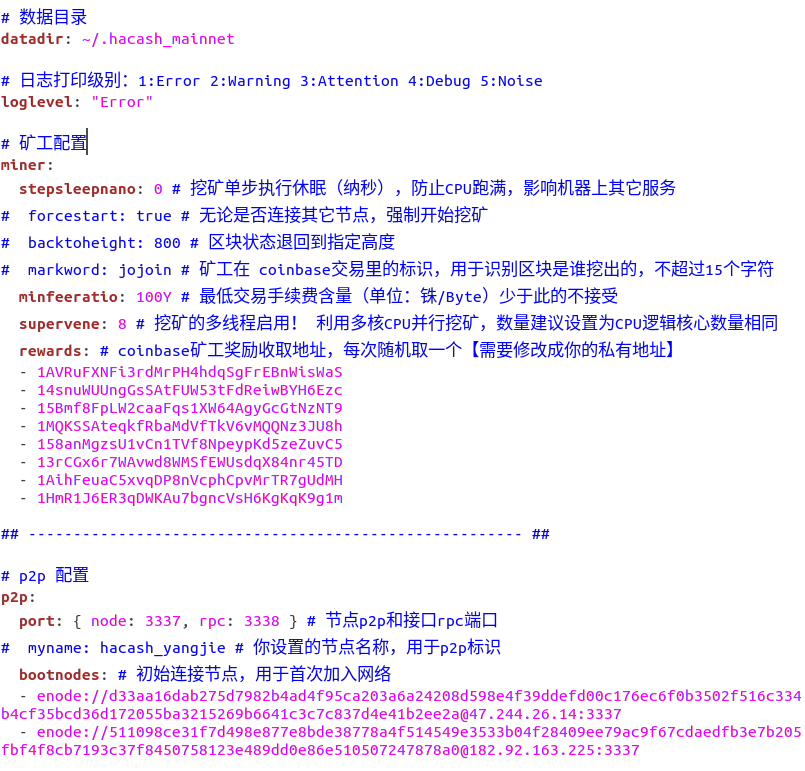 # 数据目录
datadir: ~/.hacash_mainnet
# 日志打印级别：1:Error 2:Warning 3:Attention 4:Debug 5:Noise
loglevel: "Error"
# 矿工配置
miner:
stepsleepnano: 0 # 挖矿单步执行休眠（纳秒），防止CPU跑满，影响机器上其它服务
#  forcestart: true # 无论是否连接其它节点，强制开始挖矿
#  backtoheight: 800 # 区块状态退回到指定高度
#  markword: jojoin # 矿工在 coinbase交易里的标识，用于识别区块是谁挖出的，不超过15个字符
minfeeratio: 100Y # 最低交易手续费含量（单位：铢/Byte）少于此的不接受
supervene: 8 # 挖矿的多线程启用！ 利用多核CPU并行挖矿，数量建议设置为CPU逻辑核心数量相同
rewards: # coinbase矿工奖励收取地址，每次随机取一个【需要修改成你的私有地址】
- 1AVRuFXNFi3rdMrPH4hdqSgFrEBnWisWaS
- 14snuWUUngGsSAtFUW53tFdReiwBYH6Ezc
- 15Bmf8FpLW2caaFqs1XW64AgyGcGtNzNT9
- 1MQKSSAteqkfRbaMdVfTkV6vMQQNz3JU8h
- 158anMgzsU1vCn1TVf8NpeypKd5zeZuvC5
- 13rCGx6r7WAvwd8WMSfEWUsdqX84nr45TD
- 1AihFeuaC5xvqDP8nVcphCpvMrTR7gUdMH
- 1HmR1J6ER3qDWKAu7bgncVsH6KgKqK9g1m
## ------------------------------------------------------- ##
# p2p 配置
p2p:
port: { node: 3337, rpc: 3338 } # 节点p2p和接口rpc端口
#  myname: hacash_yangjie # 你设置的节点名称，用于p2p标识
bootnodes: # 初始连接节点，用于首次加入网络
- enode://d33aa16dab275d7982b4ad4f95ca203a6a24208d598e4f39ddefd00c176ec6f0b3502f516c334
b4cf35bcd36d172055ba3215269b6641c3c7c837d4e41b2ee2a@47.244.26.14:3337
- enode://511098ce31f7d498e877e8bde38778a4f514549e3533b04f28409ee79ac9f67cdaedfb3e7b205
fbf4f8cb7193c37f8450758123e489dd0e86e510507247878a0@182.92.163.225:3337